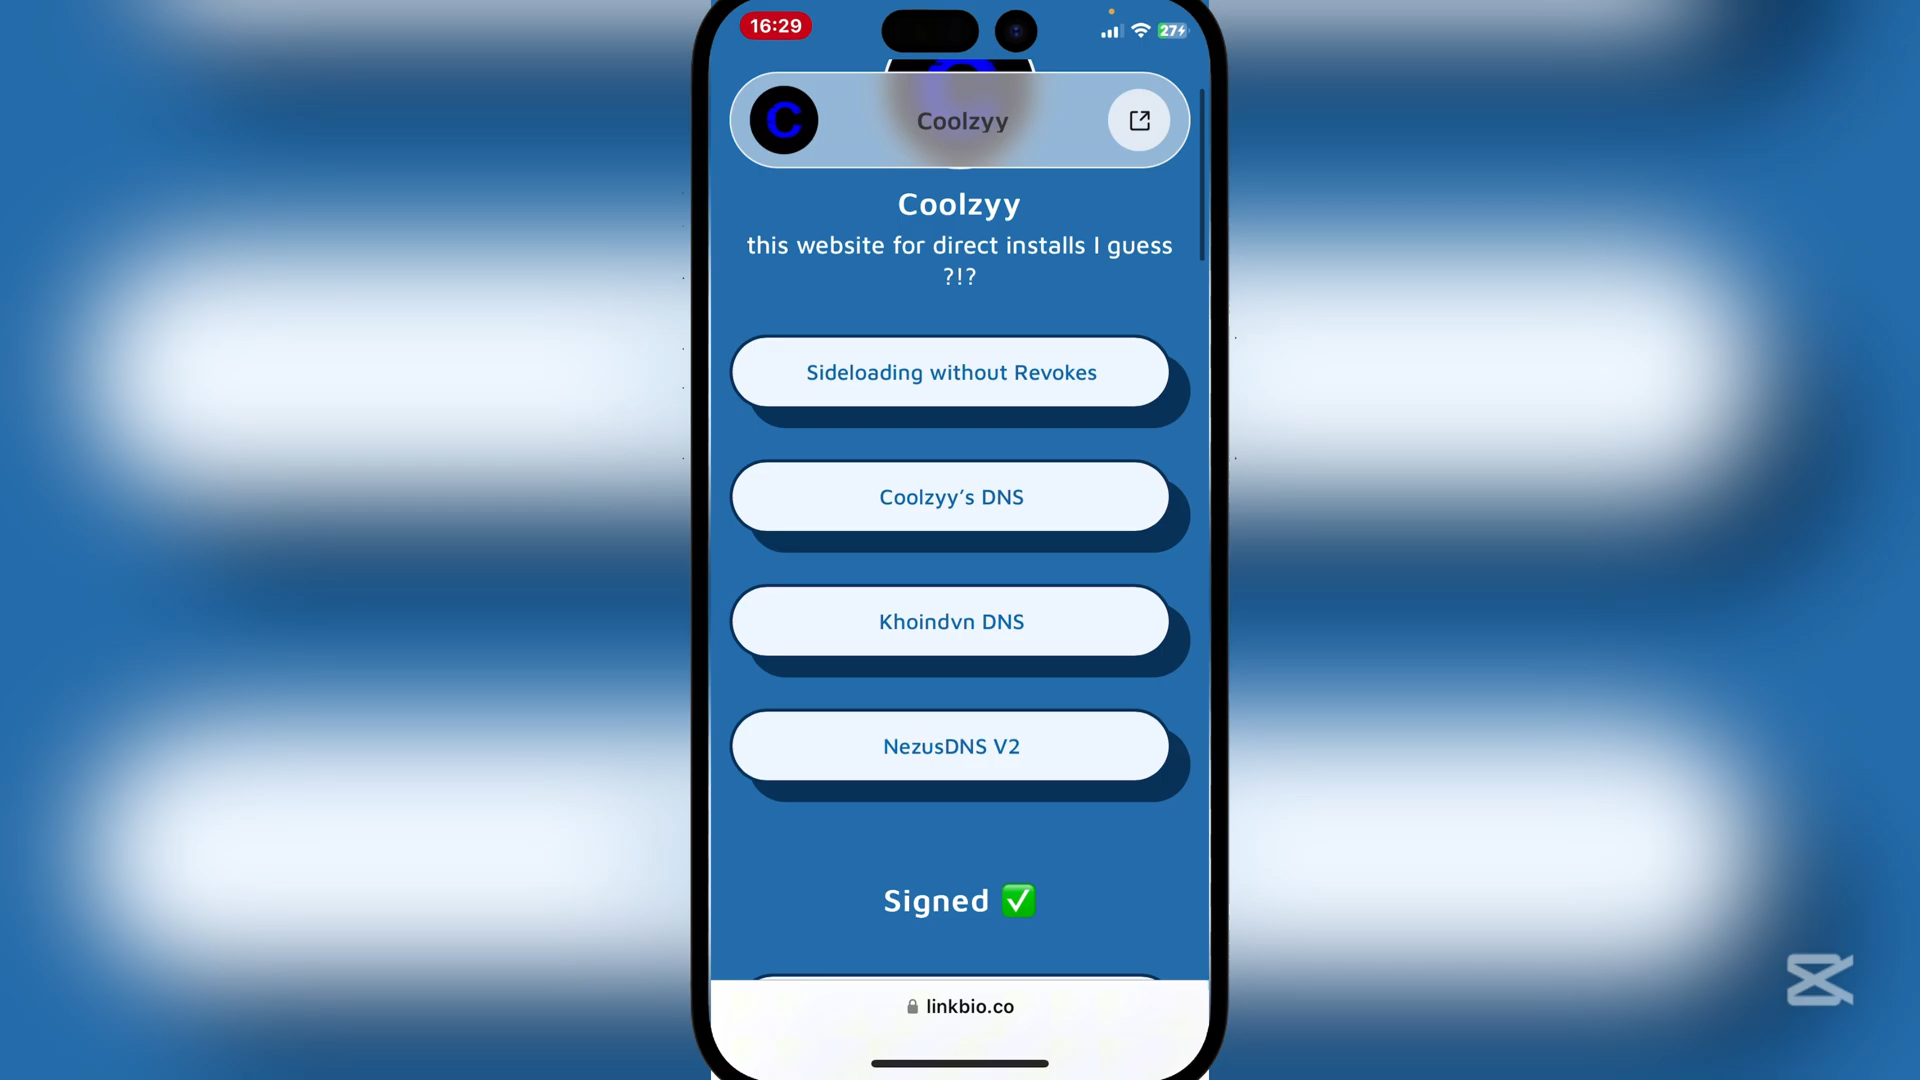 16:29
27
C
Coolzyy
Coolzyy
this website for direct installs I guess
?!?
Sideloading without Revokes
Coolzyy’s DNS
Khoindvn DNS
NezusDNS V2
Signed ✅
linkbio.co